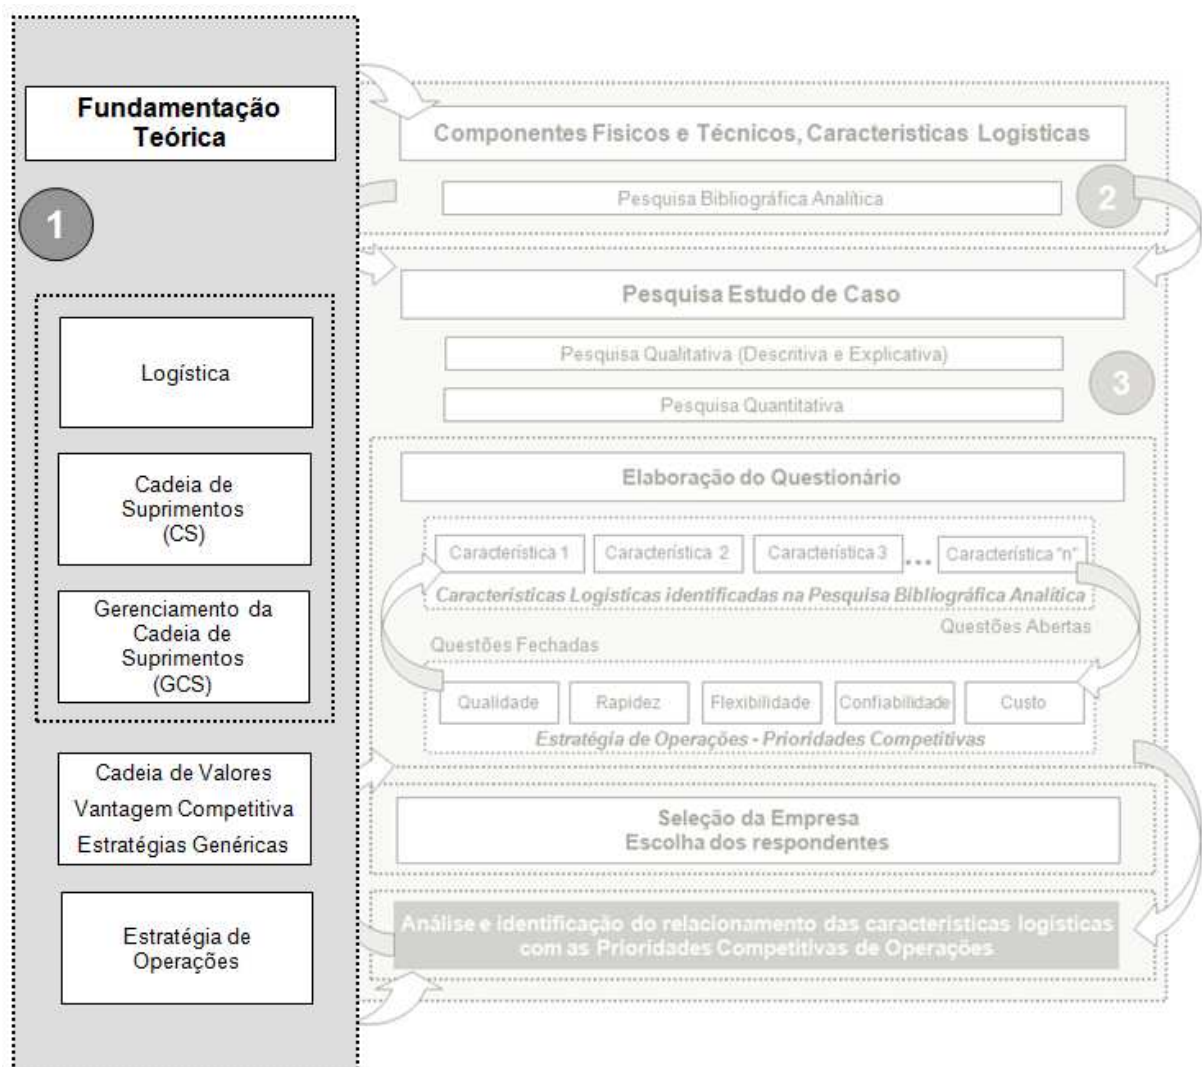 Fundamentação
Teórica
1
Logística
Cadeia de
Suprimentos
(CS)
Gerenciamento da
Cadeia de
Suprimentos
(GCS)
Cadeia de Valores
Vantagem Competitiva
Estratégias Genéricas
Estratégia de
Operações
Componentes Físicos e Técnicos, Características Logísticas
Pesquisa Bibliográfica Analítica
2
Pesquisa Estudo de Caso
Pesquisa Qualitativa (Descritiva e Explicativa)
Pesquisa Quantitativa
3
Elaboração do Questionário
Característica 1
Característica 2
Característica 3
...
Característica "n"
Características Logísticas identificadas na Pesquisa Bibliográfica Analítica
Questões Abertas
Questões Fechadas
Qualidade
Rapidez
Flexibilidade
Confiabilidade
Custo
Estratégia de Operações - Prioridades Competitivas
Seleção da Empresa
Escolha dos respondentes
Análise e identificação do relacionamento das características logísticas
com as Prioridades Competitivas de Operações